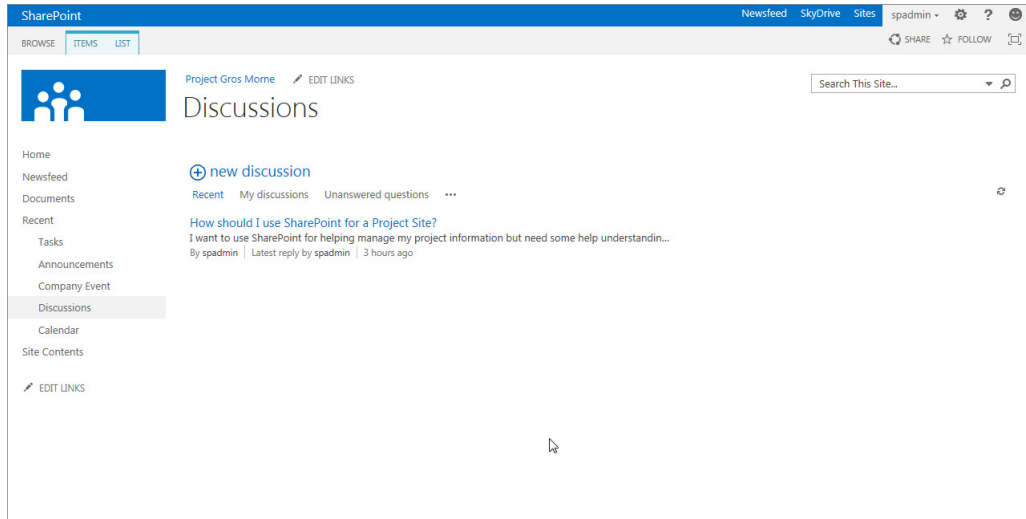 SharePoint
Newsfeed SkyDrive Sites spadmin ?
BROWSE ITEMS LIST
SHARE FOLLOW
Project Gros Morne EDIT LINKS
Search This Site...
Discussions
Home
Newsfeed
Documents
Recent
Tasks
Announcements
Company Event
Discussions
Calendar
Site Contents
EDIT LINKS
new discussion
Recent My discussions Unanswered questions ...
How should I use SharePoint for a Project Site?
I want to use SharePoint for helping manage my project information but need some help understandin...
By spadmin | Latest reply by spadmin | 3 hours ago